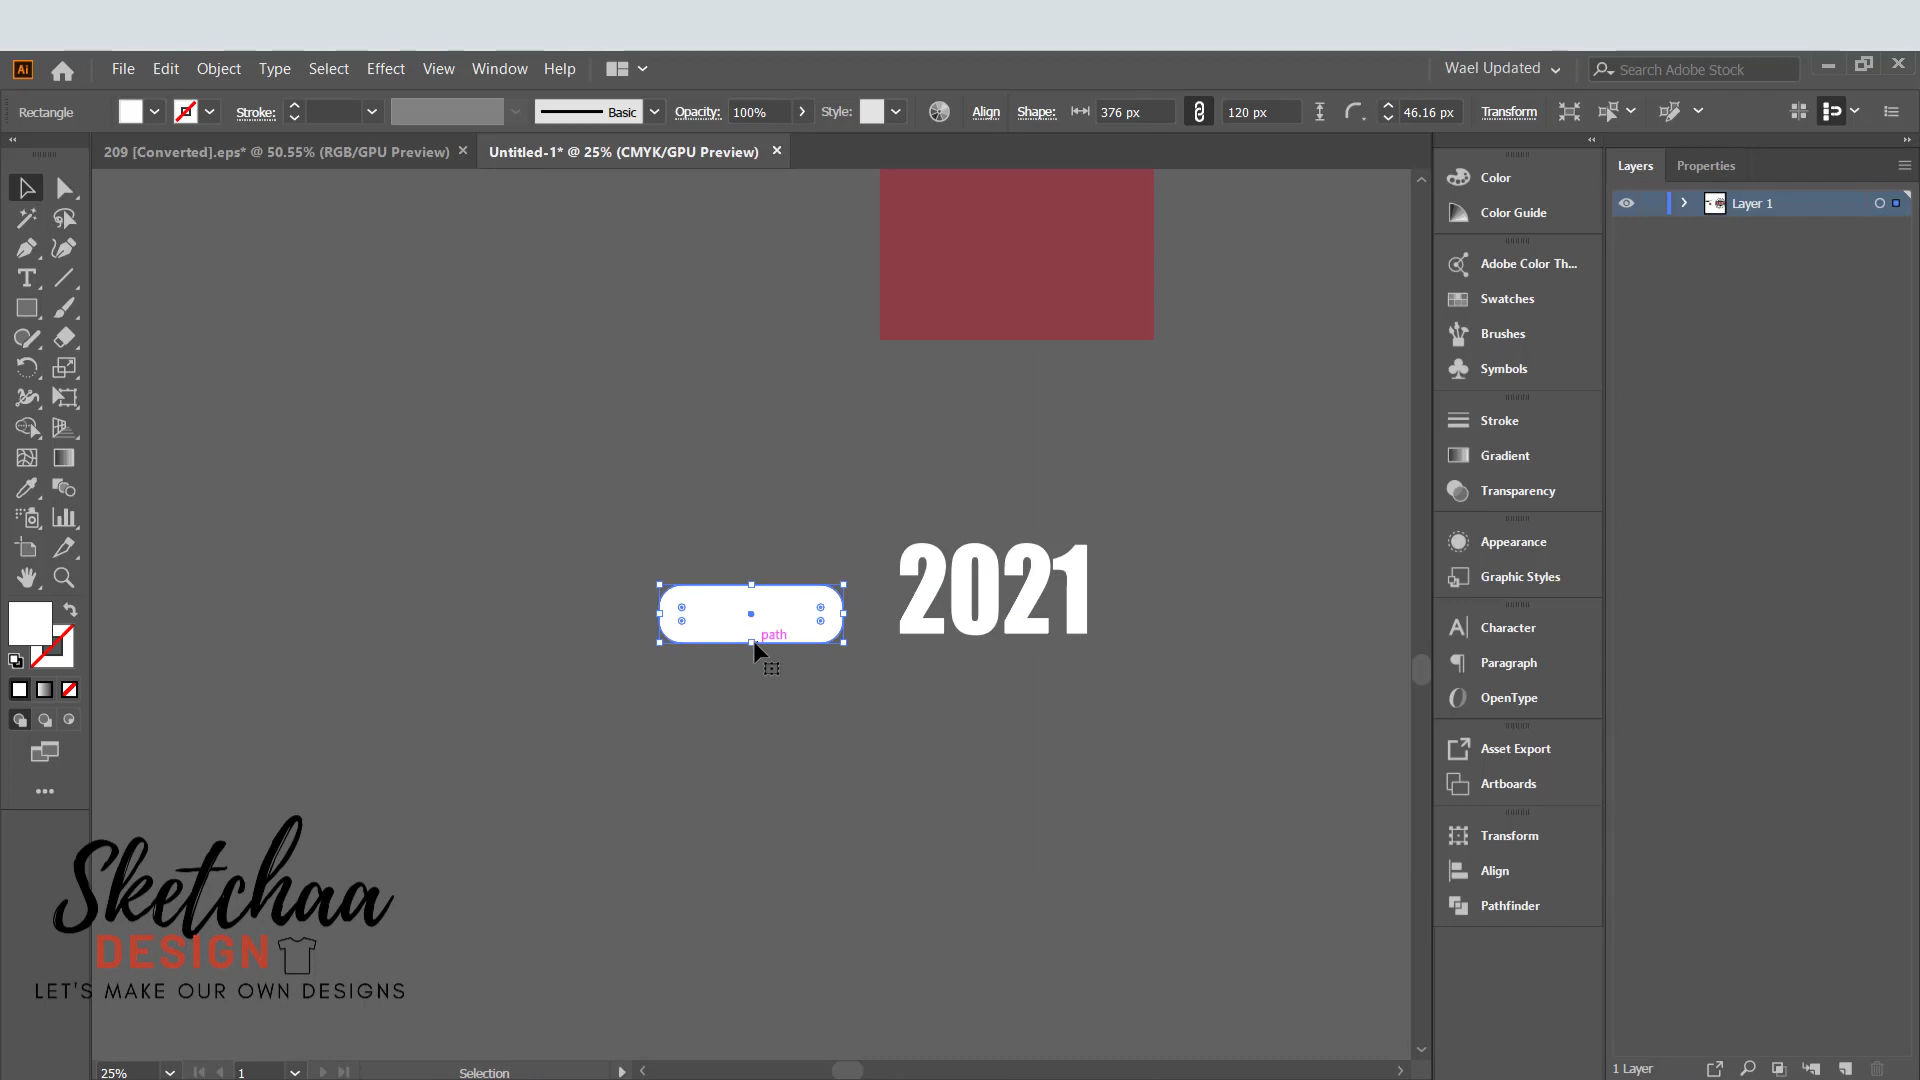 Ai File Edit Object Type Select Effect View Window Help Wael Updated Search Adobe Stock
Rectangle Stroke: Basic Opacity: 100% Style: Align Shape: 376 px 120 px 46.16 px Transform
209 [Converted].eps* @ 50.55% (RGB/GPU Preview) × Untitled-1* @ 25% (CMYK/GPU Preview) ×
Layers Properties
Layer 1
Color
Color Guide
Adobe Color Th...
Swatches
Brushes
Symbols
Stroke
Gradient
Transparency
Appearance
Graphic Styles
Character
Paragraph
OpenType
Asset Export
Artboards
Transform
Align
Pathfinder
2021
path
Sketchaa
DESIGN
LET'S MAKE OUR OWN DESIGNS
25% 1 Selection
1 Layer